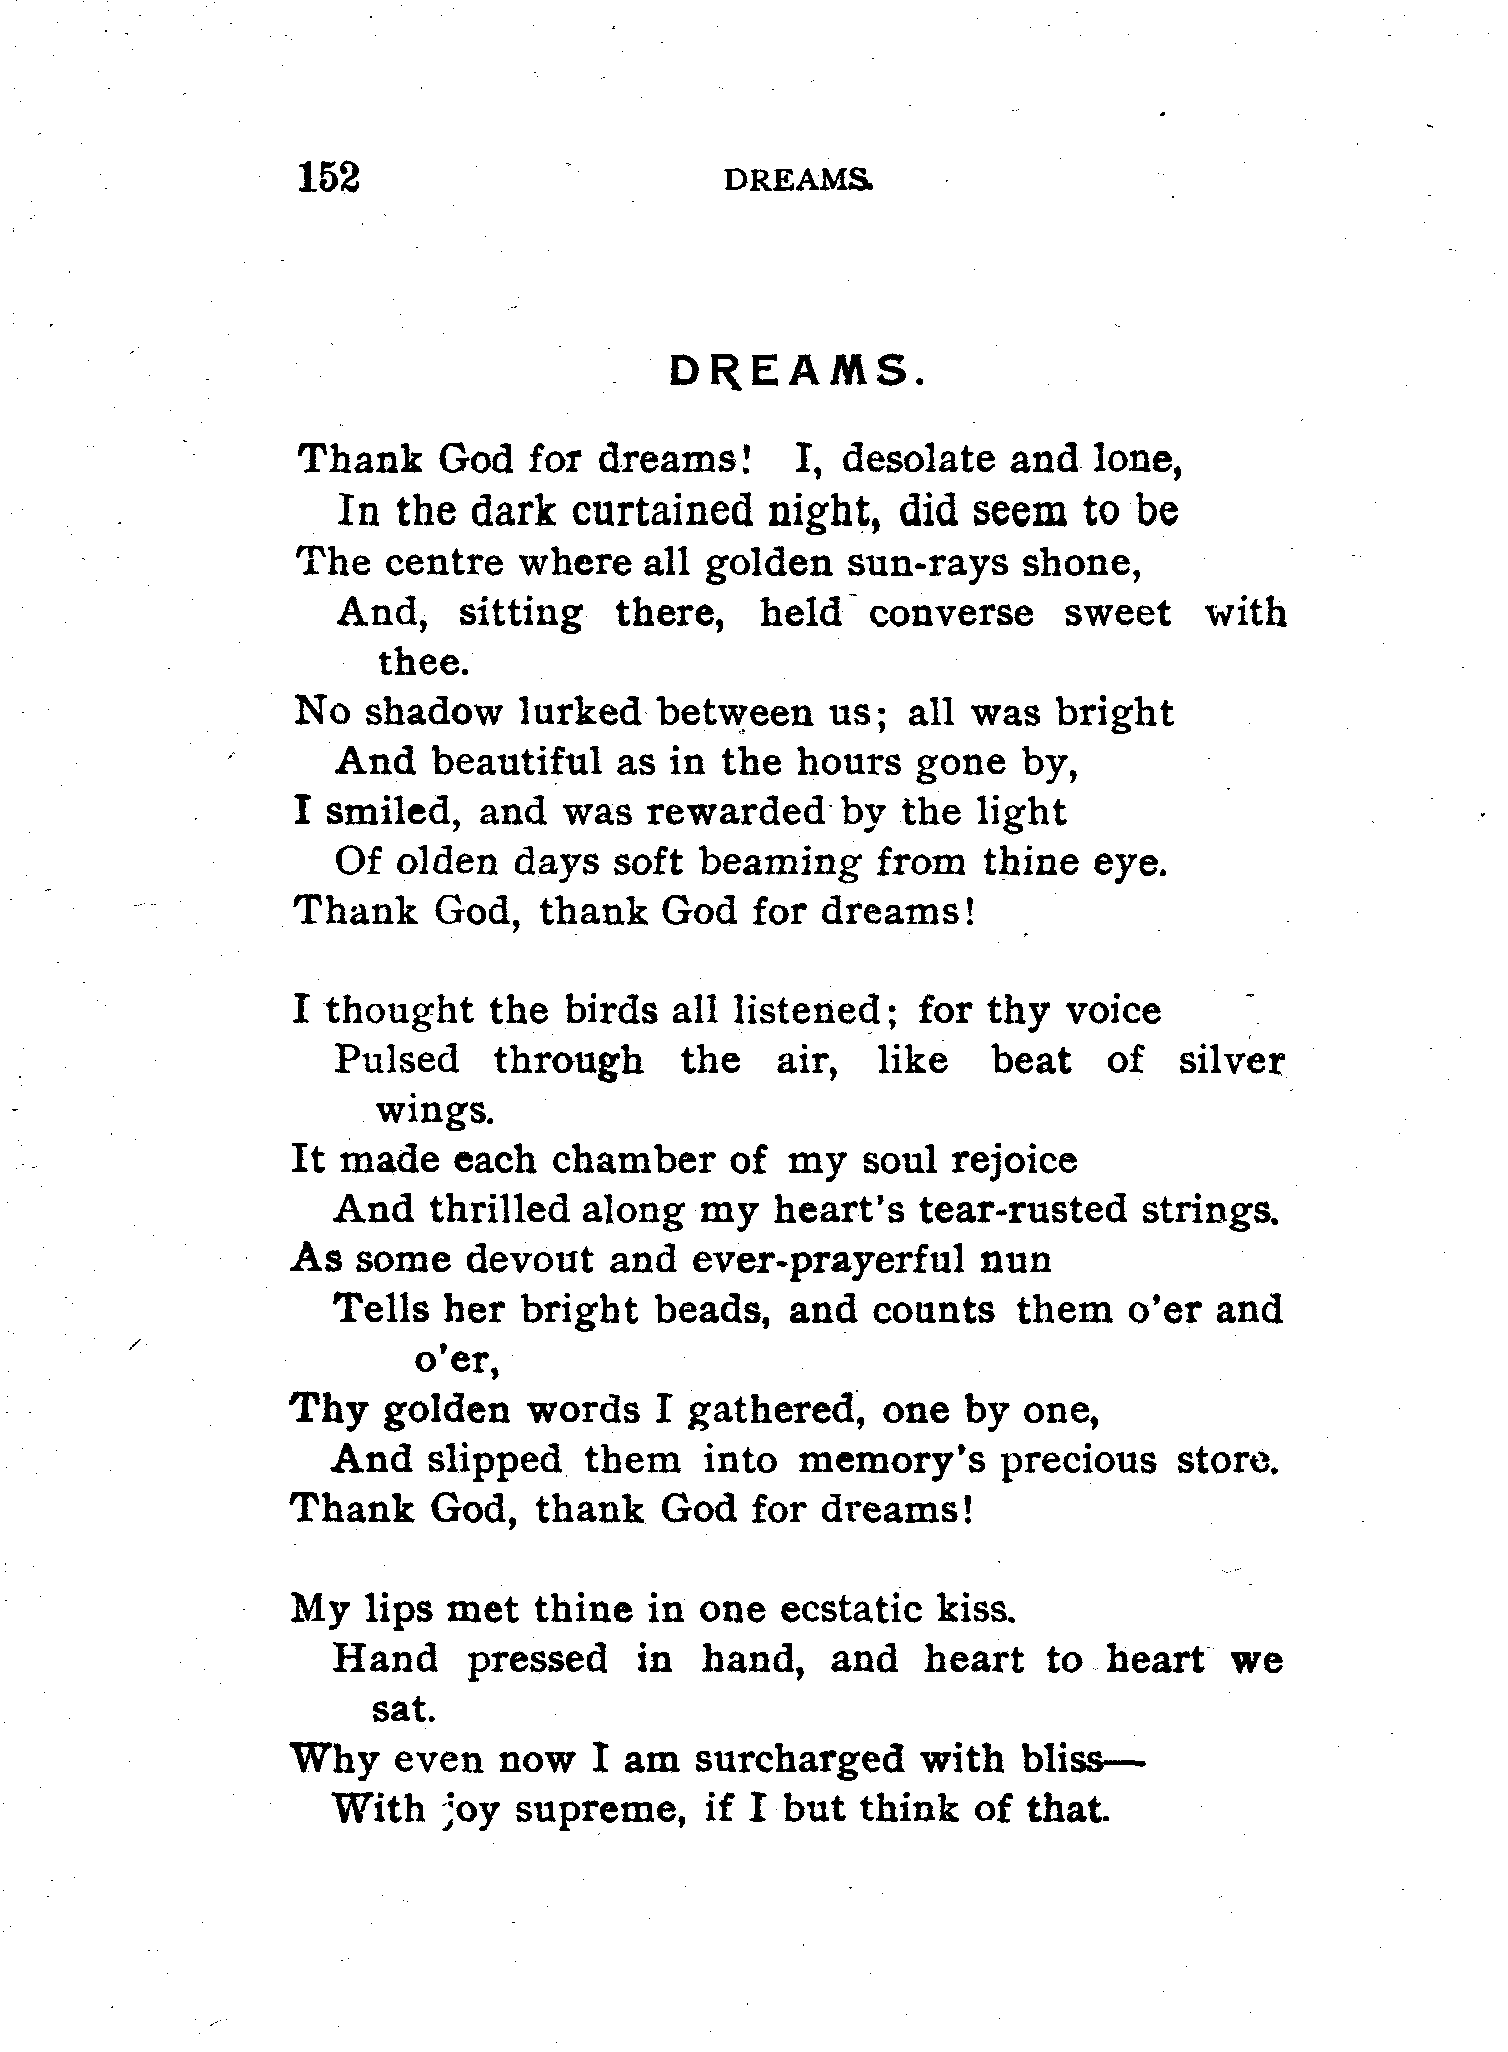 152 DREAMS.
DREAMS.
Thank God for dreams! I, desolate and lone,
In the dark curtained night, did seem to be
The centre where all golden sun-rays shone,
And, sitting there, held converse sweet with
thee.
No shadow lurked between us; all was bright
And beautiful as in the hours gone by,
I smiled, and was rewarded by the light
Of olden days soft beaming from thine eye.
Thank God, thank God for dreams!
I thought the birds all listened; for thy voice
Pulsed through the air, like beat of silver
wings.
It made each chamber of my soul rejoice
And thrilled along my heart's tear-rusted strings.
As some devout and ever-prayerful nun
Tells her bright beads, and counts them o'er and
o'er,
Thy golden words I gathered, one by one,
And slipped them into memory's precious store.
Thank God, thank God for dreams!
My lips met thine in one ecstatic kiss.
Hand pressed in hand, and heart to heart we
sat.
Why even now I am surcharged with bliss—
With joy supreme, if I but think of that.